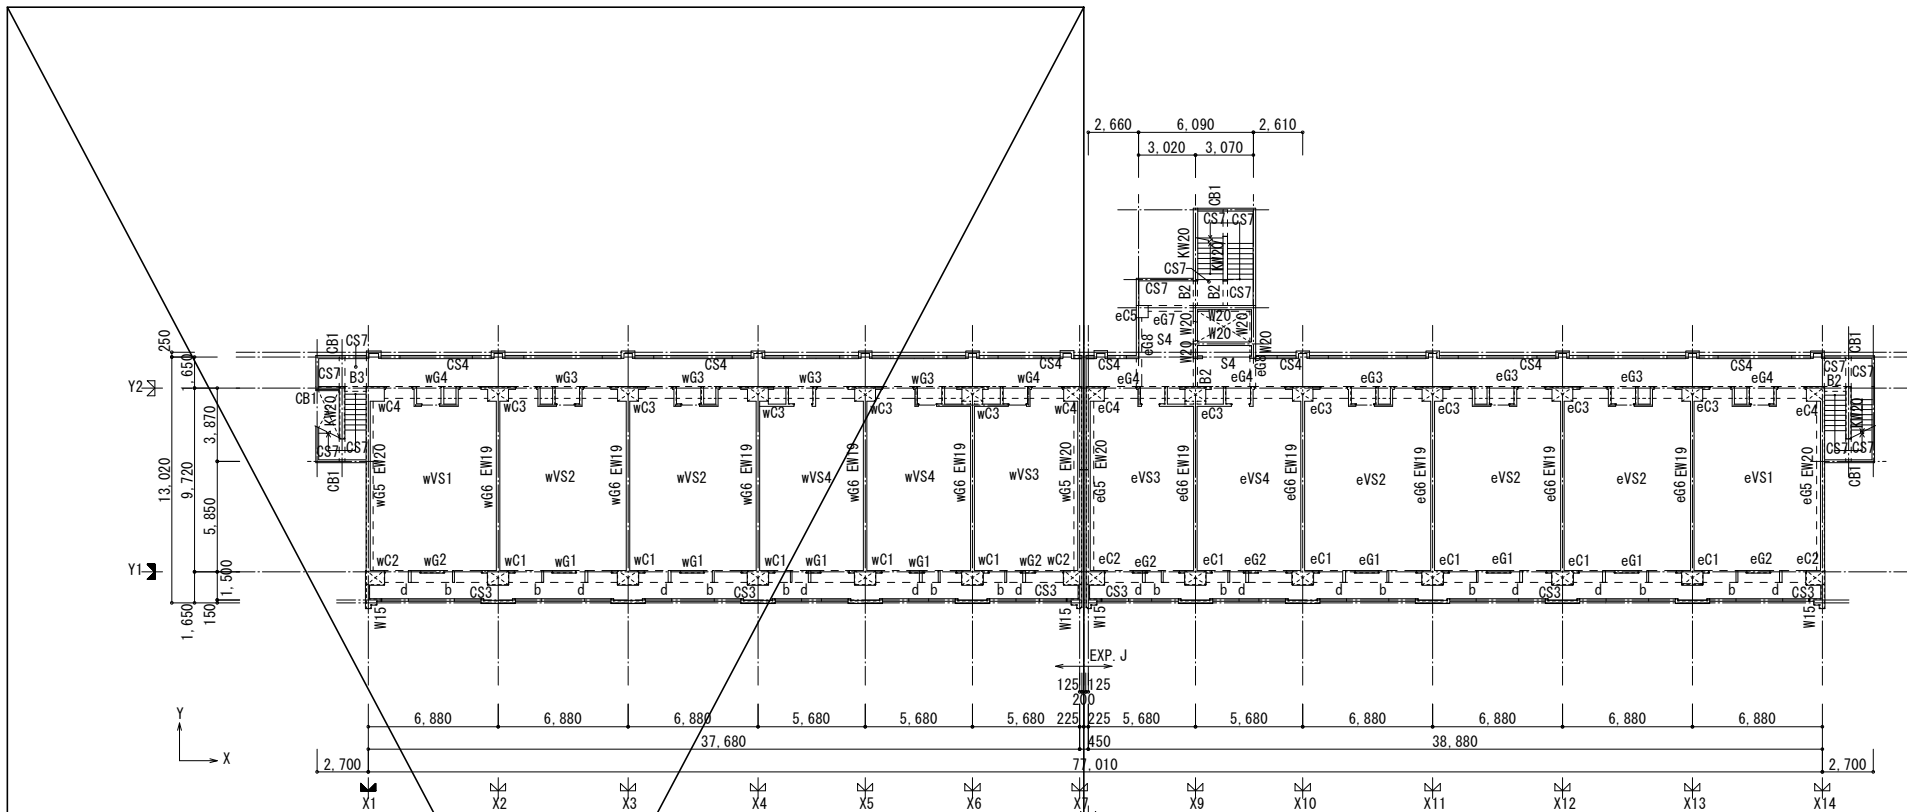 2,660 6,090 2,610
3,020 3,070
CB1
CS7 CS7
KW20 KW20
CS7
CS7 B2 B2 CS7
eC5 eG7 W20 W20 W20
eG8 S4 W20 W20 S4 eG8 W20
250
1,650
CB1 CS7
CS4 CS4 CS4 CS4 CS4 CS4 CS4
CS7 B3 wG4 wG3 wG3 wG3 wG3 wG4 eG4 B2 eG4 eG3 eG3 eG3 eG4 CS7 B2 CS7 CB1
Y2
CB1 KW20 wC4 wC3 wC3 wC3 wC3 wC3 wC4 eC4 eC3 eC3 eC3 eC3 eC3 eC4 KW20
3,870
CS7 CS7 CS7 CS7
CB1 CB1
13,020 9,720 5,850
wG5 EW20 wG6 EW19 wG6 EW19 wG6 EW19 wG6 EW19 wG6 EW19 wG5 EW20 eG5 EW20 eG6 EW19 eG6 EW19 eG6 EW19 eG6 EW19 eG6 EW19 eG5 EW20
wVS1 wVS2 wVS2 wVS4 wVS4 wVS3 eVS3 eVS4 eVS2 eVS2 eVS2 eVS1
wC2 wG2 wC1 wG1 wC1 wG1 wC1 wG1 wC1 wG1 wC1 wG2 wC2 eC2 eG2 eC1 eG2 eC1 eG1 eC1 eG1 eC1 eG1 eC1 eG2 eC2
Y1
1,500
d b CS3 b d d b CS3 b d d b b d CS3 CS3 d b b d d b b d CS3 d b b d CS3
1,650 150
W15 W15 W15 W15
EXP.J
125 125
200
Y
X
6,880 6,880 6,880 5,680 5,680 5,680 225 225 5,680 5,680 6,880 6,880 6,880 6,880
37,680 450 38,880
2,700 77,010 2,700
X1 X2 X3 X4 X5 X6 X7 X9 X10 X11 X12 X13 X14